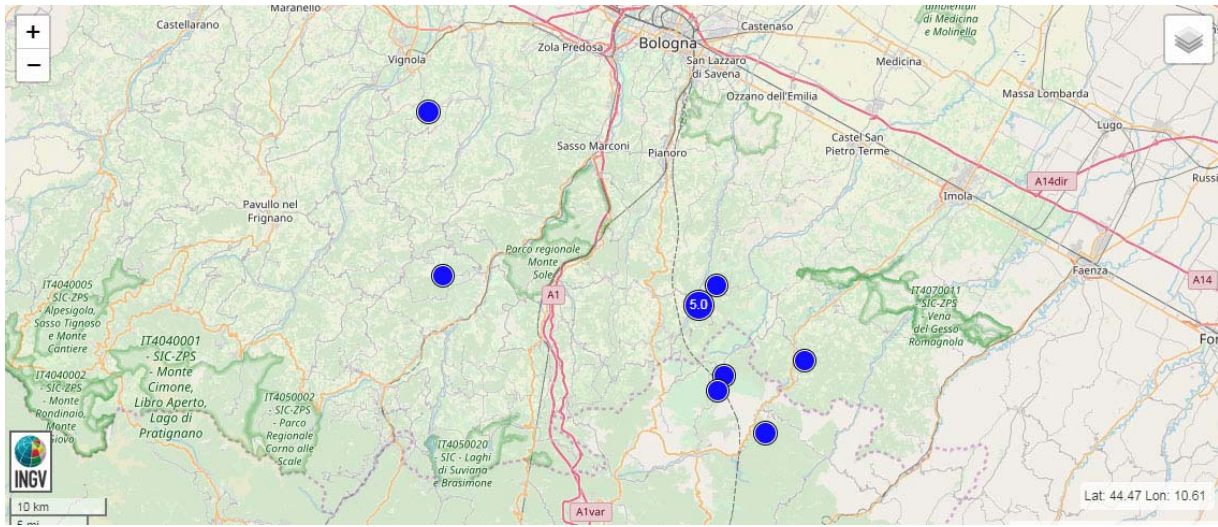 +
−
Castellarano
Maranello
Vignola
Zola Predosa
Bologna
Castenaso
San Lazzaro
di Savena
Medicina
ambientali
di Medicina
e Molinella
Massa Lombarda
Ozzano dell'Emilia
Lugo
Castel San
Pietro Terme
Sasso Marconi
Pianoro
A14dir
Russi
Imola
Pavullo nel
Frignano
Parco regionale
Monte
Sole
Faenza
A14
A1
5.0
IT4070011
- SIC-ZPS
- Vena
del Gesso
Romagnola
IT4040005
- SIC-ZPS
- Alpesigola,
Sasso Tignoso
e Monte
Cantiere
IT4040001
- SIC-ZPS
- Monte
Cimone,
Libro Aperto,
Lago di
Pratignano
IT4040002
- SIC-ZPS
- Monte
Rondinaio,
Monte
Giovo
IT4050002
- SIC-ZPS
- Parco
Regionale
Corno alle
Scale
IT4050020
SIC - Laghi
di Suviana
e Brasimone
INGV
10 km
5 mi
A1var
Lat: 44.47 Lon: 10.61